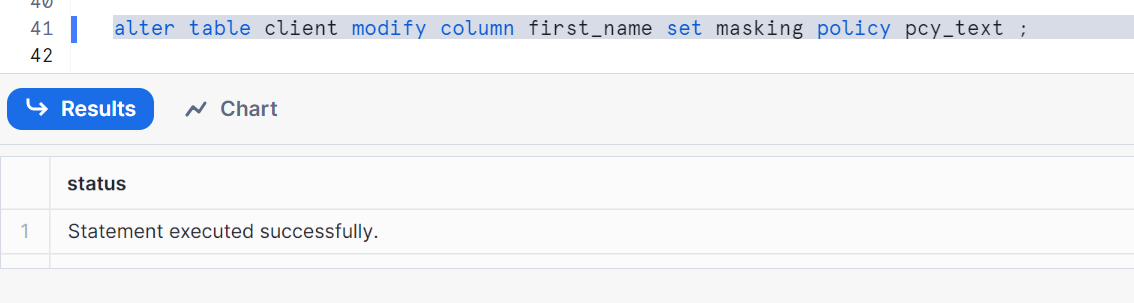 40
41 alter table client modify column first_name set masking policy pcy_text ;
42
Results Chart
status
1 Statement executed successfully.